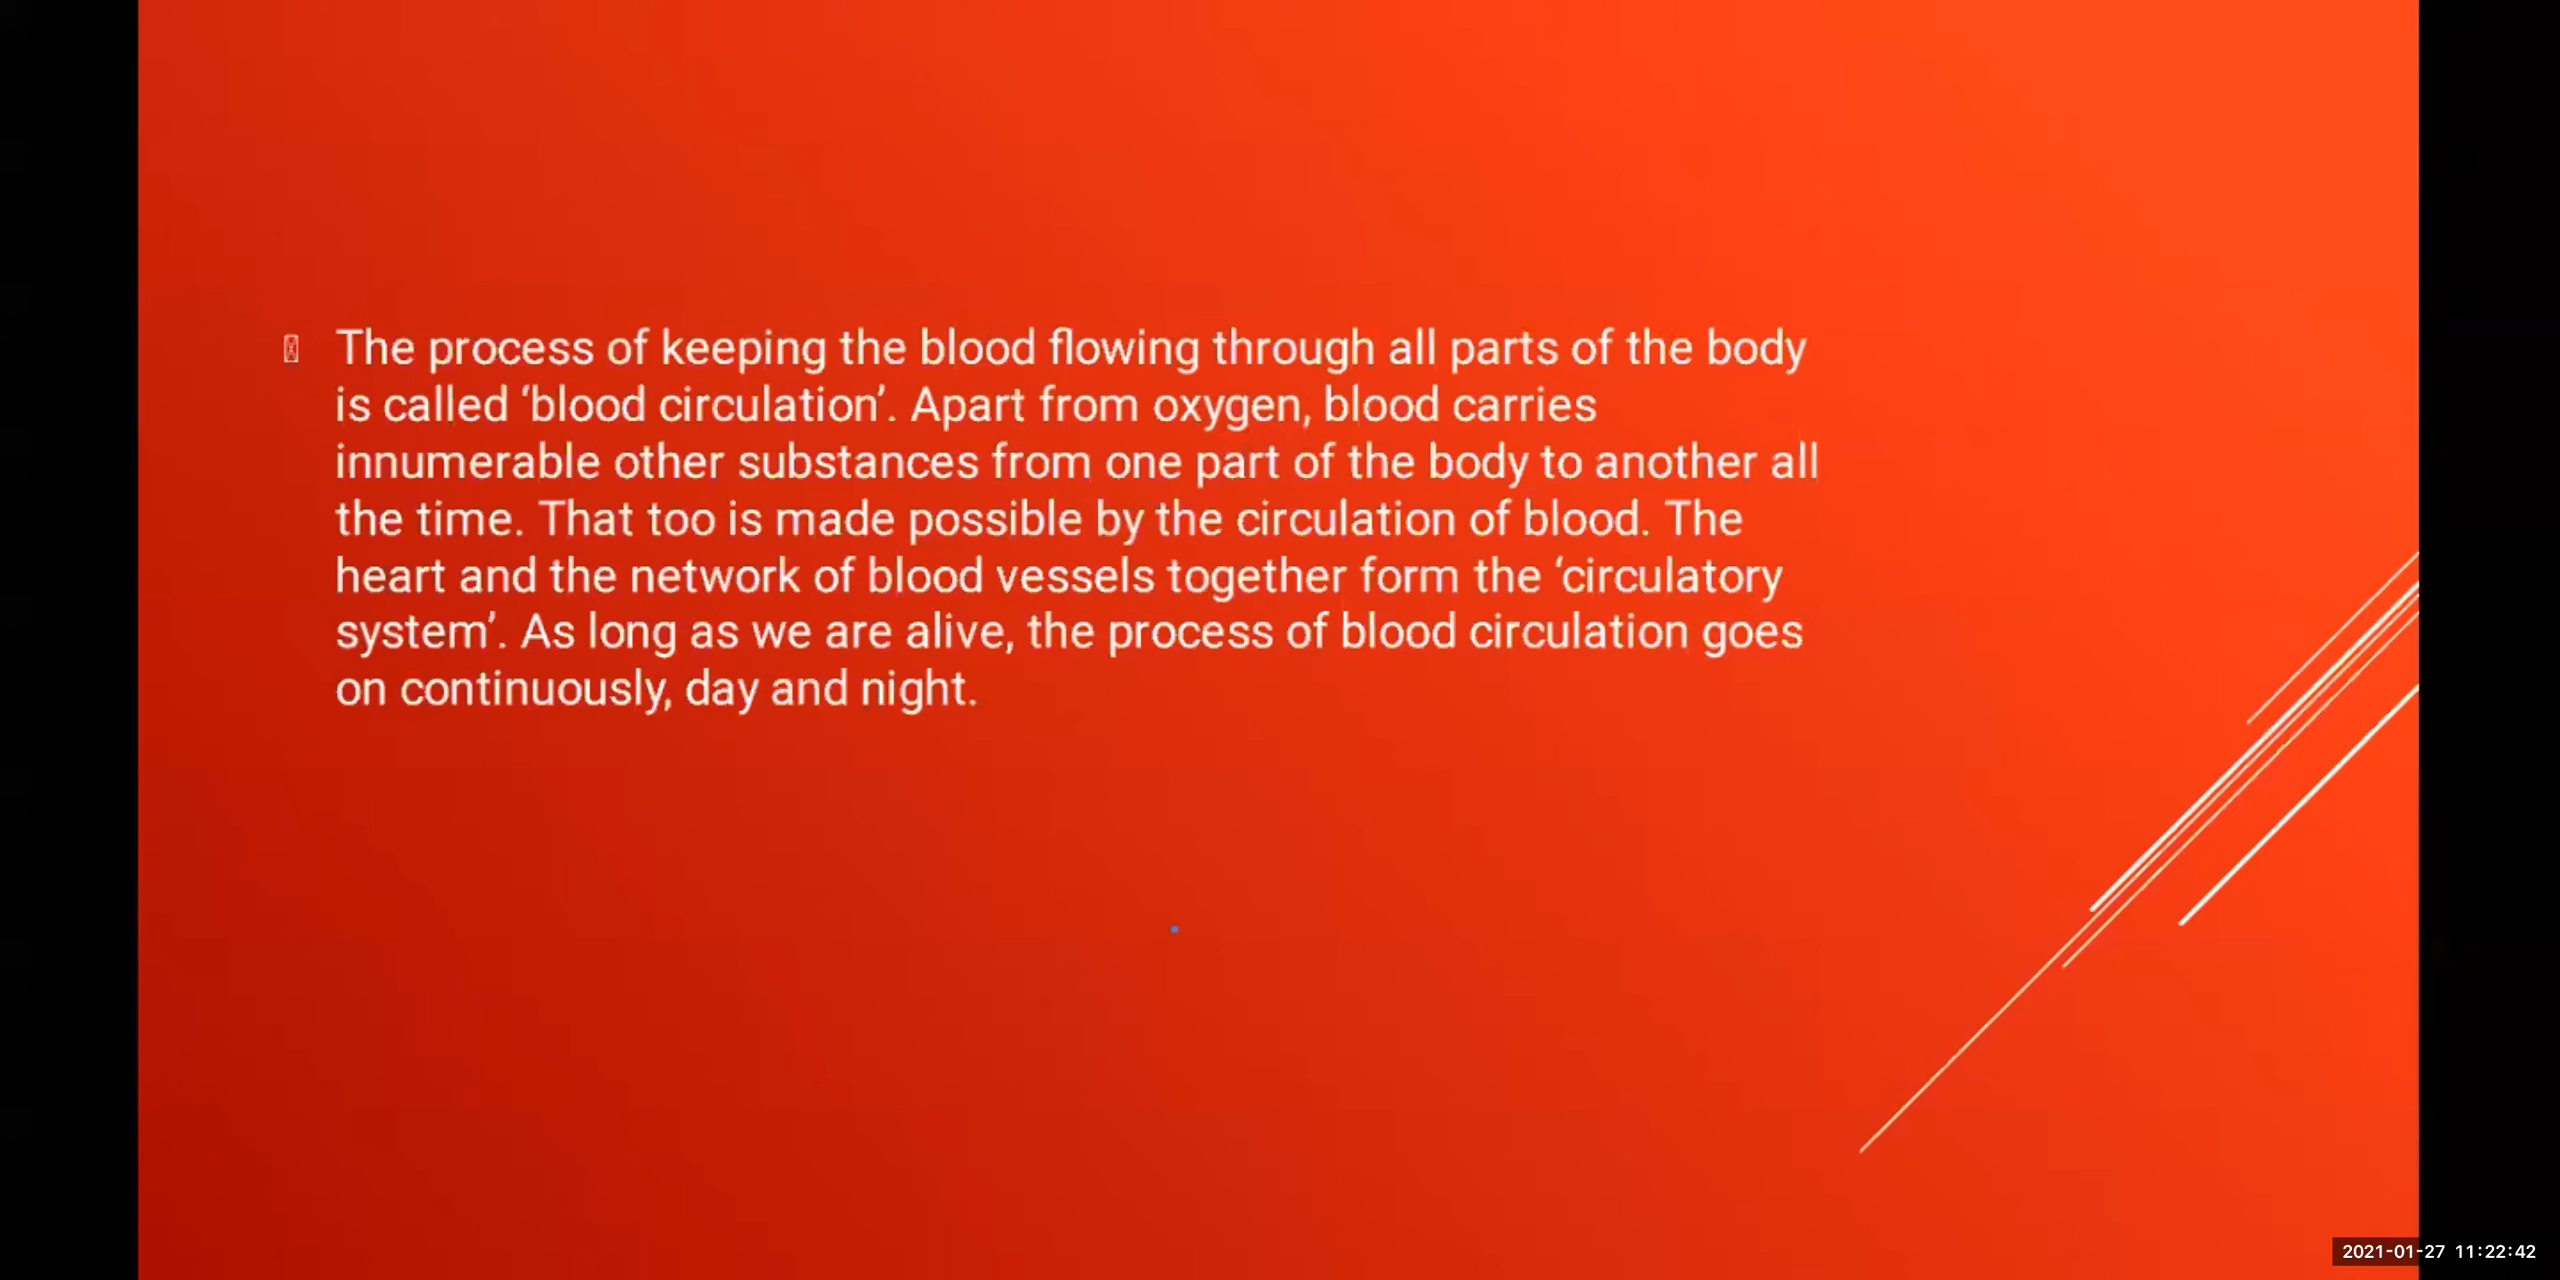 The process of keeping the blood flowing through all parts of the body
is called ‘blood circulation’. Apart from oxygen, blood carries
innumerable other substances from one part of the body to another all
the time. That too is made possible by the circulation of blood. The
heart and the network of blood vessels together form the ‘circulatory
system’. As long as we are alive, the process of blood circulation goes
on continuously, day and night.
2021-01-27 11:22:42